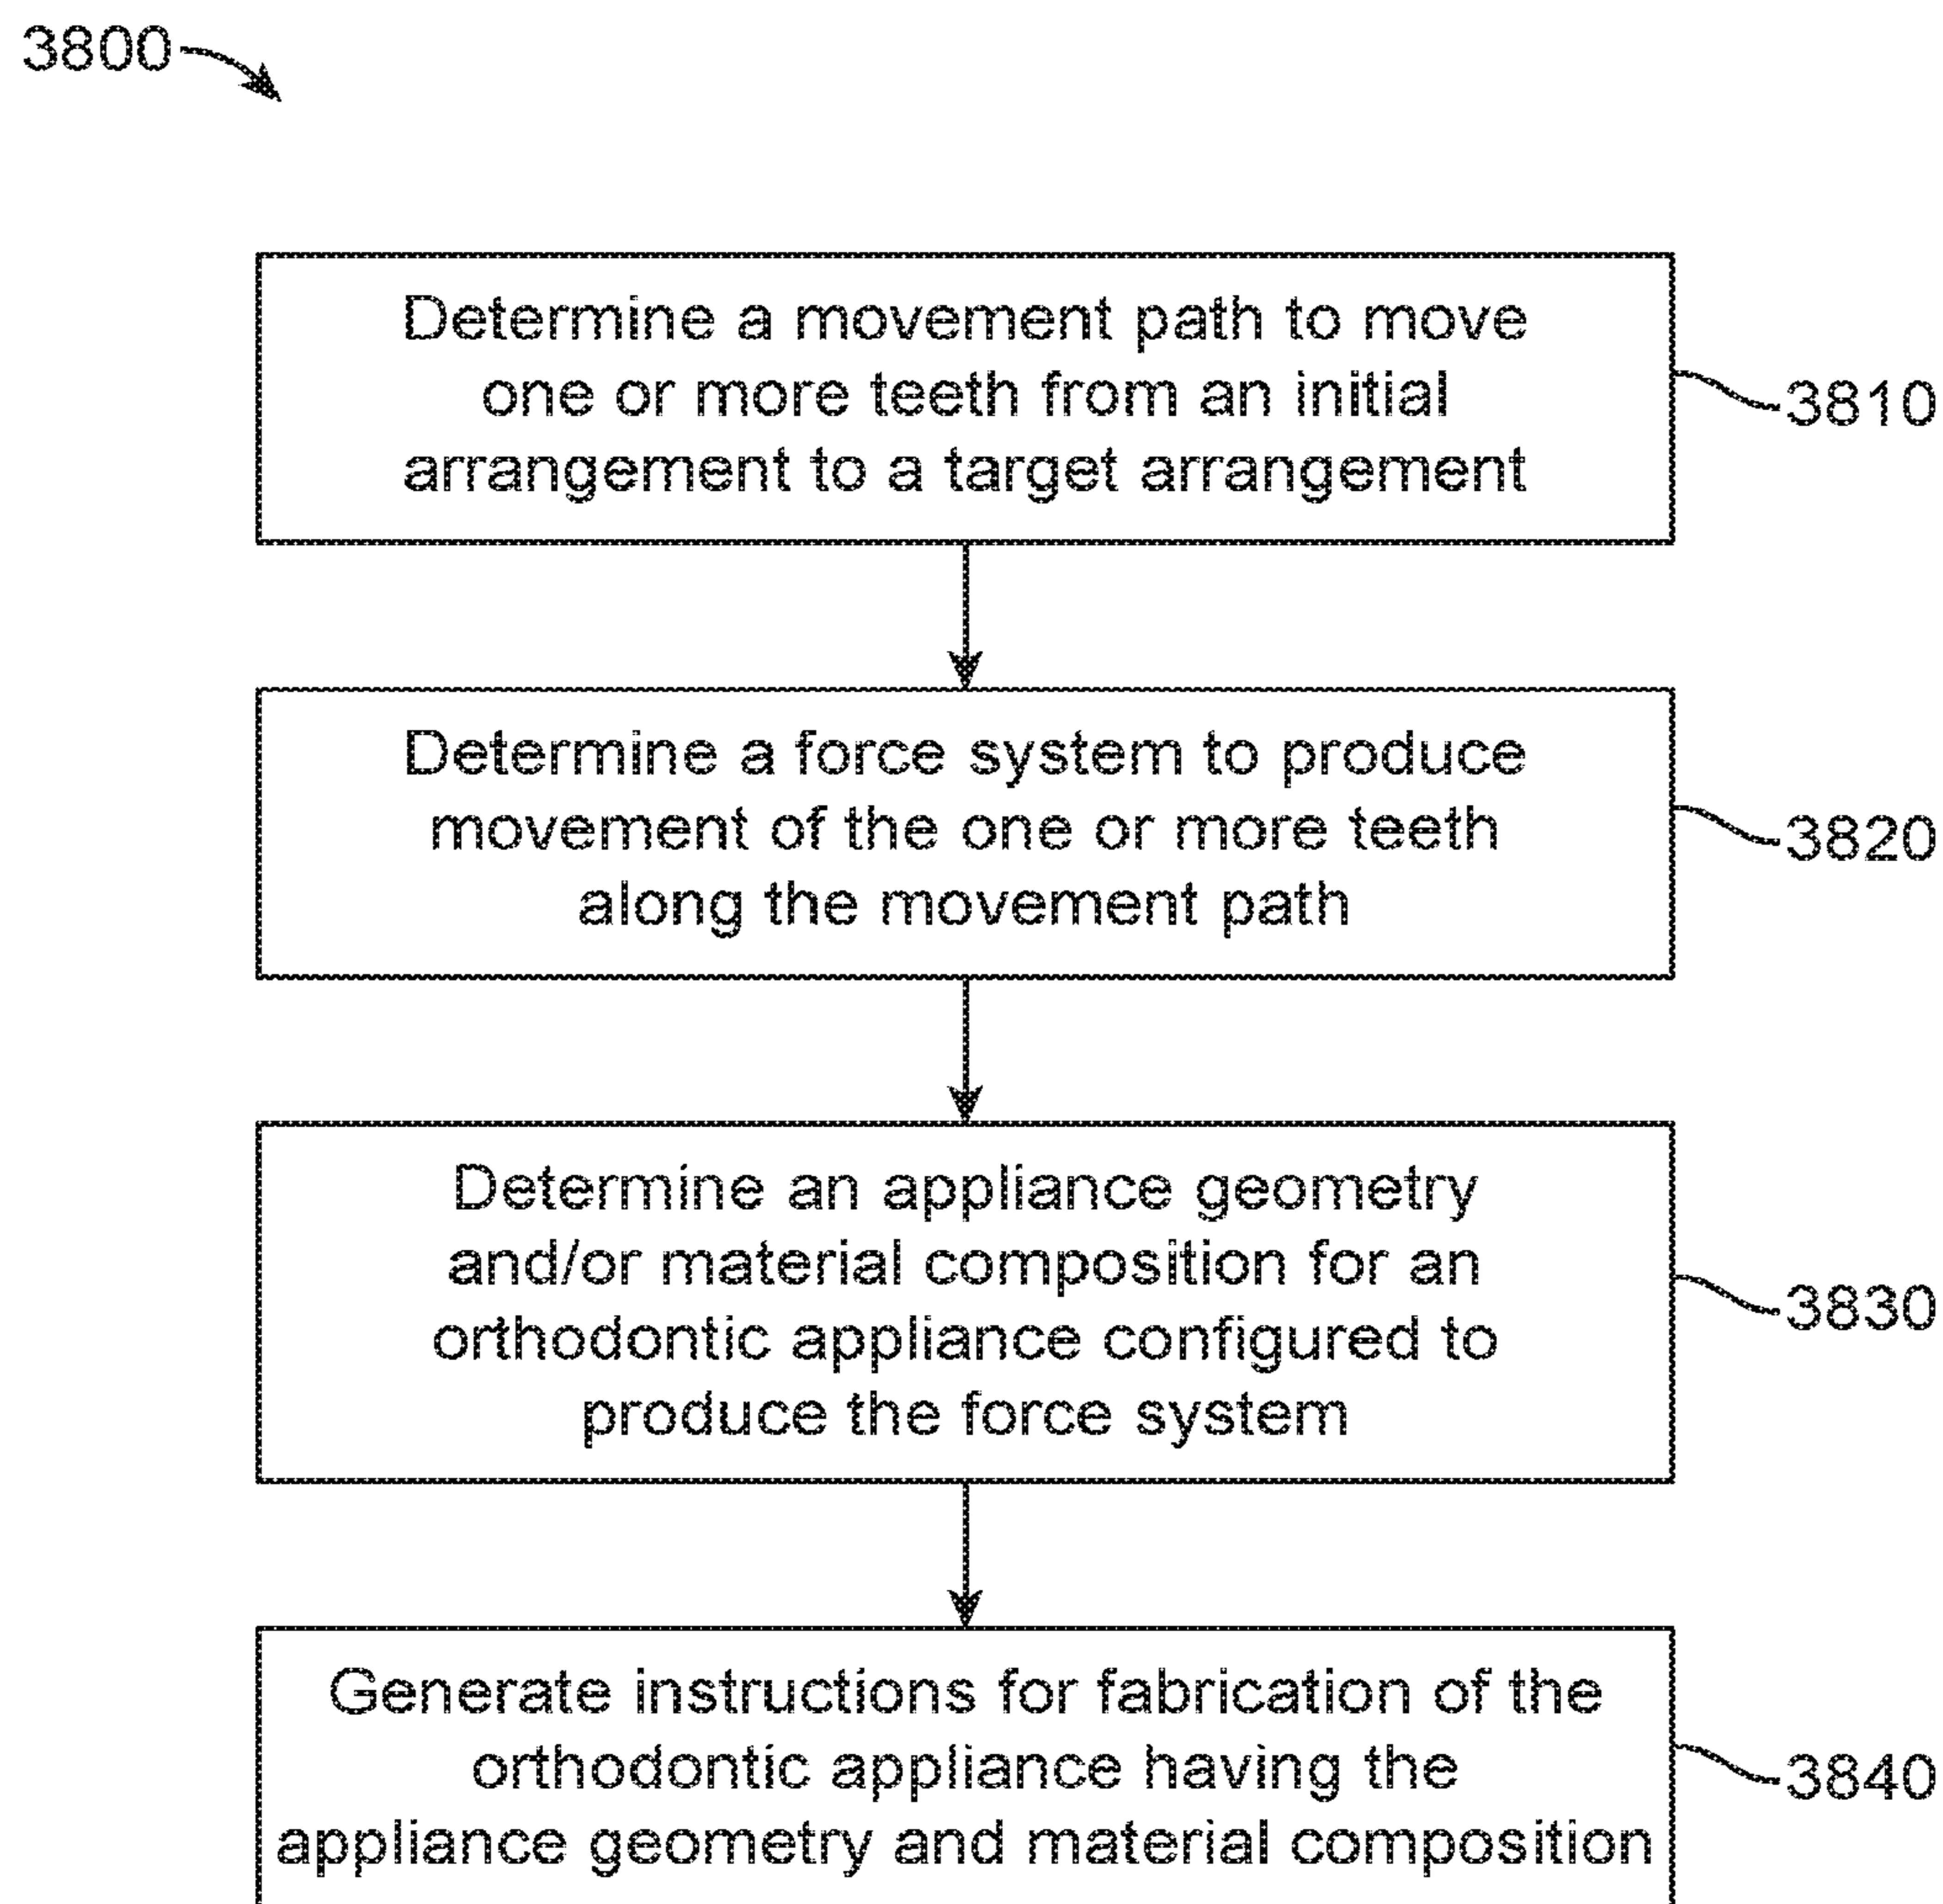 3800
Determine a movement path to move
one or more teeth from an initial
arrangement to a target arrangement
3810
Determine a force system to produce
movement of the one or more teeth
along the movement path
3820
Determine an appliance geometry
and/or material composition for an
orthodontic appliance configured to
produce the force system
3830
Generate instructions for fabrication of the
orthodontic appliance having the
appliance geometry and material composition
3840